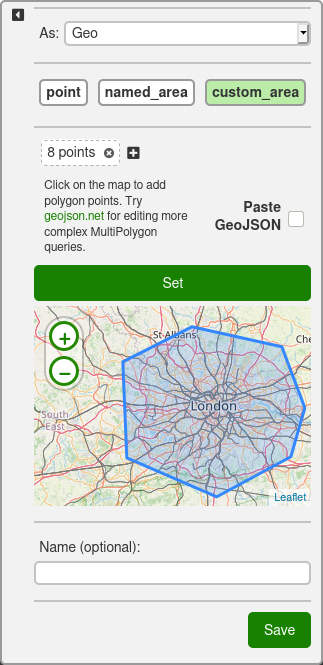 As: Geo
point named_area custom_area
8 points
Click on the map to add
polygon points. Try
geojson.net for editing more
complex MultiPolygon
queries.
Paste
GeoJSON
Set
+
−
St Albans
Che
London
South
East
Leaflet
Name (optional):
Save